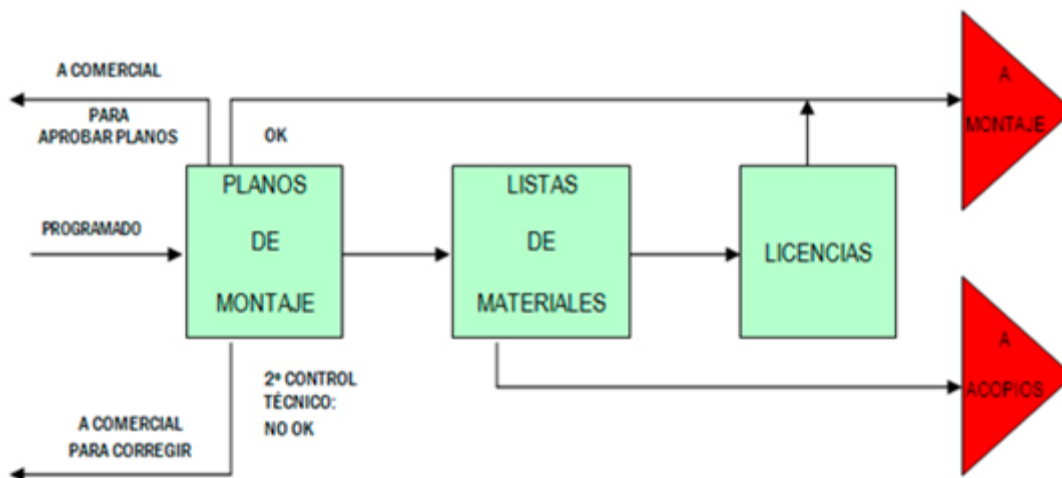 A COMERCIAL
PARA
APROBAR PLANOS
OK
A
MONTAJE
PROGRAMADO
PLANOS
DE
MONTAJE
LISTAS
DE
MATERIALES
LICENCIAS
A
ACOPIOS
2º CONTROL
TÉCNICO:
NO OK
A COMERCIAL
PARA CORREGIR